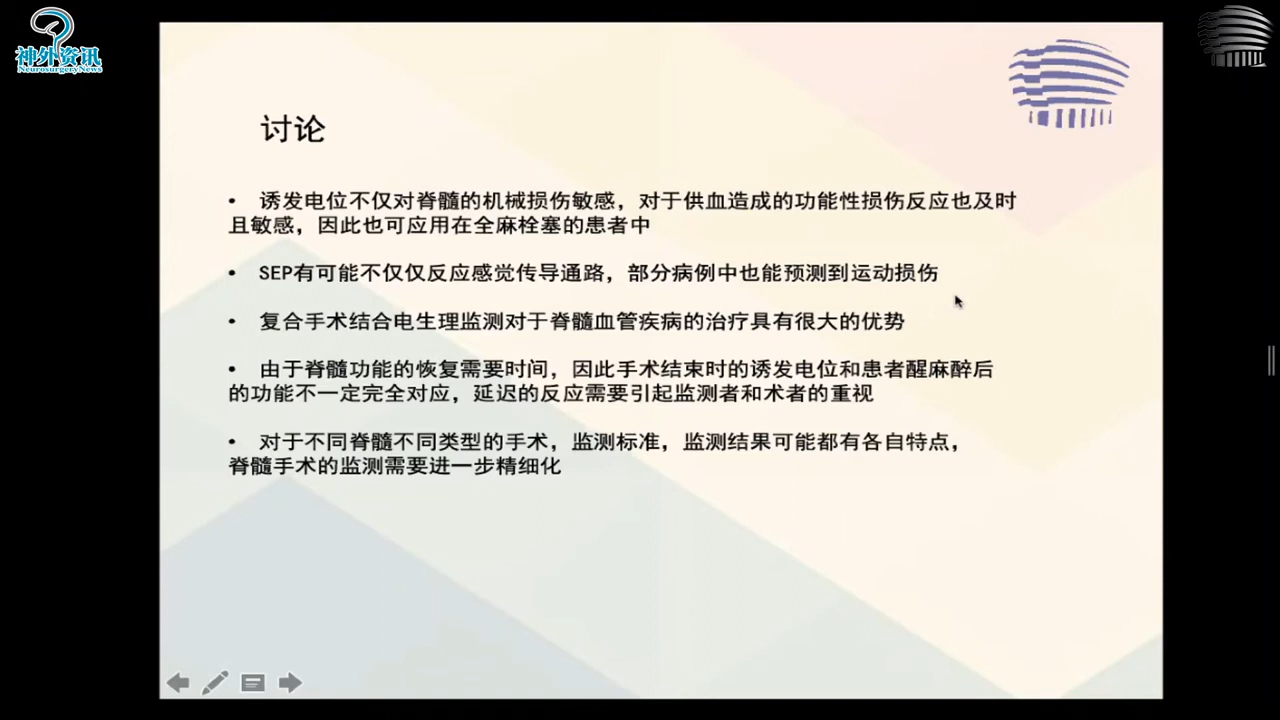 神外资讯
NeurosurgeryNews
讨论
• 诱发电位不仅对脊髓的机械损伤敏感，对于供血造成的功能性损伤反应也及时
且敏感，因此也可应用在全麻栓塞的患者中
• SEP有可能不仅仅反应感觉传导通路，部分病例中也能预测到运动损伤
• 复合手术结合电生理监测对于脊髓血管疾病的治疗具有很大的优势
• 由于脊髓功能的恢复需要时间，因此手术结束时的诱发电位和患者醒麻醉后
的功能不一定完全对应，延迟的反应需要引起监测者和术者的重视
• 对于不同脊髓不同类型的手术，监测标准，监测结果可能都有各自特点，
脊髓手术的监测需要进一步精细化